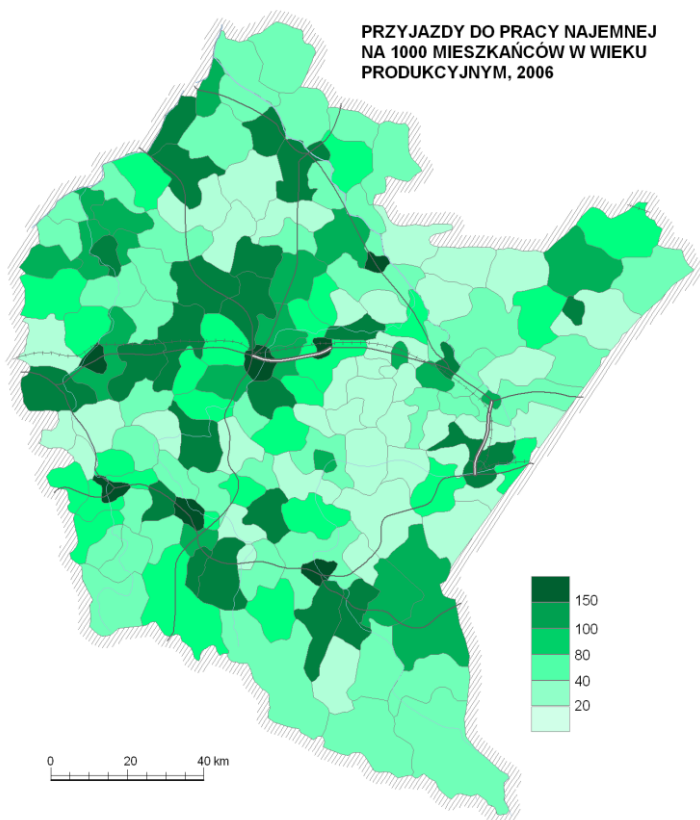 PRZYJAZDY DO PRACY NAJEMNEJ
NA 1000 MIESZKAŃCÓW W WIEKU
PRODUKCYJNYM, 2006
150
100
80
40
20
0 20 40 km